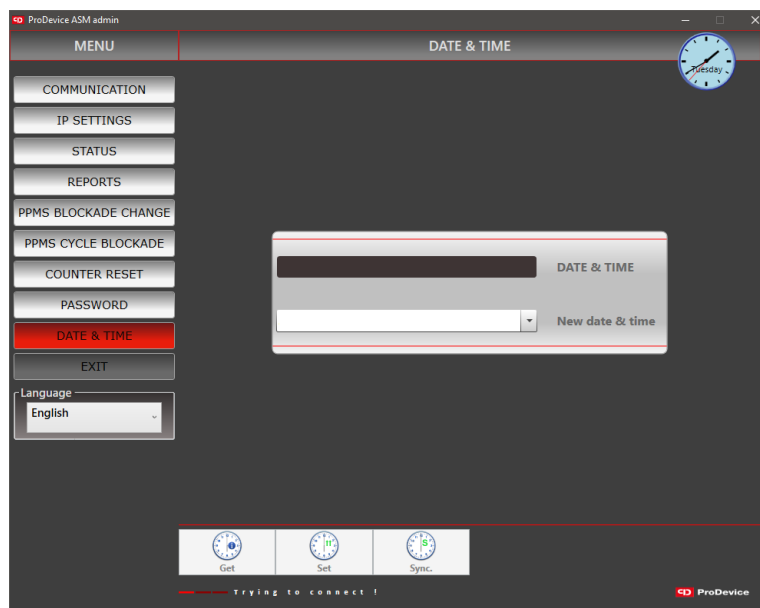 ProDevice ASM admin
MENU
DATE & TIME
Tuesday
COMMUNICATION
IP SETTINGS
STATUS
REPORTS
PPMS BLOCKADE CHANGE
PPMS CYCLE BLOCKADE
COUNTER RESET
PASSWORD
DATE & TIME
EXIT
Language
English
DATE & TIME
New date & time
Get
Set
Sync.
Trying to connect !
ProDevice